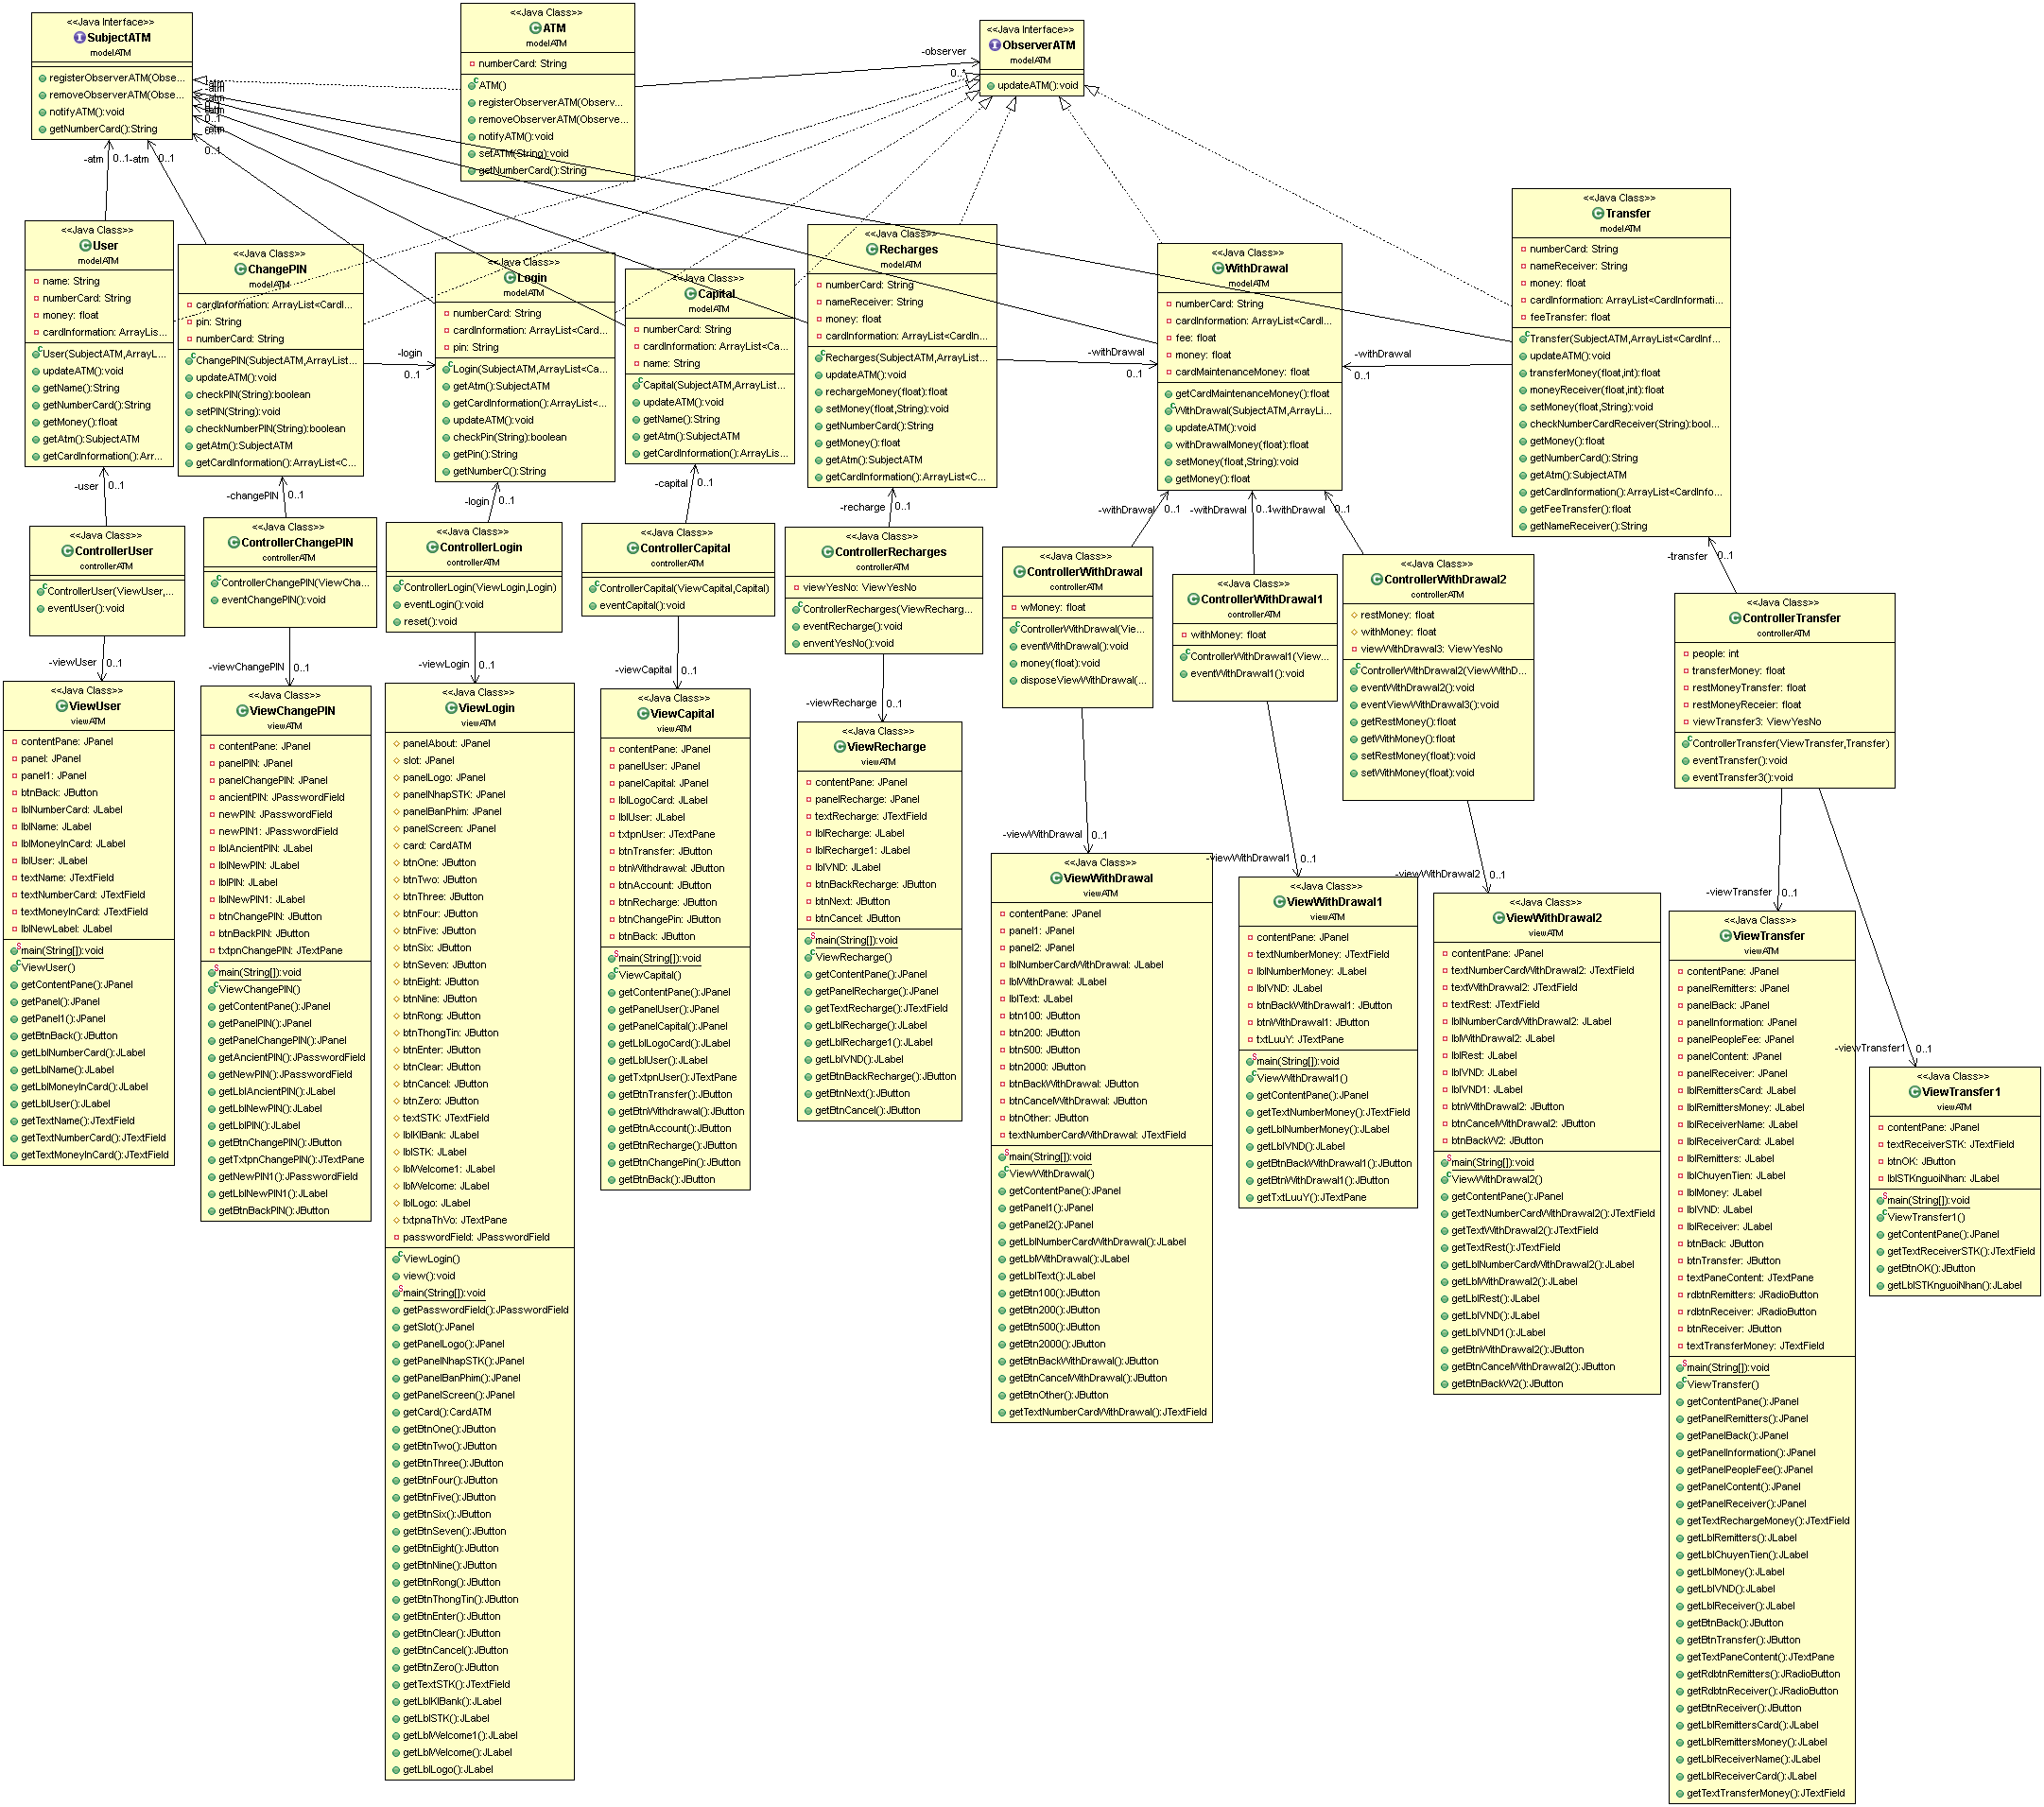 <<Java Interface>>
SubjectATM
modelATM
registerObserverATM(Obse...
removeObserverATM(Obse...
notifyATM():void
getNumberCard():String
<<Java Class>>
ATM
modelATM
numberCard: String
ATM()
registerObserverATM(Observ...
removeObserverATM(Observe...
notifyATM():void
setATM(String):void
getNumberCard():String
-observer
0..*
<<Java Interface>>
ObserverATM
modelATM
updateATM():void
-atm
-atm
-atm
0..1
-atm
0..1
-atm 0..1
-atm 0..1
<<Java Class>>
User
modelATM
name: String
numberCard: String
money: float
cardInformation: ArrayLis...
User(SubjectATM,ArrayL...
updateATM():void
getName():String
getNumberCard():String
getMoney():float
getAtm():SubjectATM
getCardInformation():Arr...
<<Java Class>>
ChangePIN
modelATM
cardInformation: ArrayList<CardI...
pin: String
numberCard: String
ChangePIN(SubjectATM,ArrayList...
updateATM():void
checkPIN(String):boolean
setPIN(String):void
checkNumberPIN(String):boolean
getAtm():SubjectATM
getCardInformation():ArrayList<C...
-login
0..1
<<Java Class>>
Login
modelATM
numberCard: String
cardInformation: ArrayList<Card...
pin: String
Login(SubjectATM,ArrayList<Ca...
getAtm():SubjectATM
getCardInformation():ArrayList<...
updateATM():void
checkPin(String):boolean
getPin():String
getNumberC():String
<<Java Class>>
Capital
modelATM
numberCard: String
cardInformation: ArrayList<Ca...
name: String
Capital(SubjectATM,ArrayList...
updateATM():void
getName():String
getAtm():SubjectATM
getCardInformation():ArrayLis...
<<Java Class>>
Recharges
modelATM
numberCard: String
nameReceiver: String
money: float
cardInformation: ArrayList<CardIn...
Recharges(SubjectATM,ArrayList...
updateATM():void
rechargeMoney(float):float
setMoney(float,String):void
getNumberCard():String
getMoney():float
getAtm():SubjectATM
getCardInformation():ArrayList<C...
-withDrawal
0..1
<<Java Class>>
WithDrawal
modelATM
numberCard: String
cardInformation: ArrayList<CardI...
fee: float
money: float
cardMaintenanceMoney: float
getCardMaintenanceMoney():float
WithDrawal(SubjectATM,ArrayLi...
updateATM():void
withDrawalMoney(float):float
setMoney(float,String):void
getMoney():float
-withDrawal
0..1
<<Java Class>>
Transfer
modelATM
numberCard: String
nameReceiver: String
money: float
cardInformation: ArrayList<CardInformati...
feeTransfer: float
Transfer(SubjectATM,ArrayList<CardInf...
updateATM():void
transferMoney(float,int):float
moneyReceiver(float,int):float
setMoney(float,String):void
checkNumberCardReceiver(String):bool...
getMoney():float
getNumberCard():String
getAtm():SubjectATM
getCardInformation():ArrayList<CardInfo...
getFeeTransfer():float
getNameReceiver():String
-user 0..1
-changePIN 0..1
-login 0..1
-capital 0..1
-recharge 0..1
-withDrawal 0..1
-withDrawal 0..1
-withDrawal 0..1
-transfer 0..1
<<Java Class>>
ControllerUser
controllerATM
ControllerUser(ViewUser,...
eventUser():void
<<Java Class>>
ControllerChangePIN
controllerATM
ControllerChangePIN(ViewCha...
eventChangePIN():void
<<Java Class>>
ControllerLogin
controllerATM
ControllerLogin(ViewLogin,Login)
eventLogin():void
reset():void
<<Java Class>>
ControllerCapital
controllerATM
ControllerCapital(ViewCapital,Capital)
eventCapital():void
<<Java Class>>
ControllerRecharges
controllerATM
viewYesNo: ViewYesNo
ControllerRecharges(ViewRecharg...
eventRecharge():void
enventYesNo():void
<<Java Class>>
ControllerWithDrawal
controllerATM
wMoney: float
ControllerWithDrawal(Vie...
eventWithDrawal():void
money(float):void
disposeViewWithDrawal(...
<<Java Class>>
ControllerWithDrawal1
controllerATM
withMoney: float
ControllerWithDrawal1(View...
eventWithDrawal1():void
<<Java Class>>
ControllerWithDrawal2
controllerATM
restMoney: float
withMoney: float
viewWithDrawal3: ViewYesNo
ControllerWithDrawal2(ViewWithD...
eventWithDrawal2():void
eventViewWithDrawal3():void
getRestMoney():float
getWithMoney():float
setRestMoney(float):void
setWithMoney(float):void
<<Java Class>>
ControllerTransfer
controllerATM
people: int
transferMoney: float
restMoneyTransfer: float
restMoneyReceier: float
viewTransfer3: ViewYesNo
ControllerTransfer(ViewTransfer,Transfer)
eventTransfer():void
eventTransfer3():void
-viewUser 0..1
-viewChangePIN 0..1
-viewLogin 0..1
-viewCapital 0..1
-viewRecharge 0..1
-viewWithDrawal 0..1
-viewWithDrawal1 0..1
-viewWithDrawal2 0..1
-viewTransfer 0..1
-viewTransfer1 0..1
<<Java Class>>
ViewUser
viewATM
contentPane: JPanel
panel: JPanel
panel1: JPanel
btnBack: JButton
lblNumberCard: JLabel
lblName: JLabel
lblMoneyInCard: JLabel
lblUser: JLabel
textName: JTextField
textNumberCard: JTextField
textMoneyInCard: JTextField
lblNewLabel: JLabel
main(String[]):void
ViewUser()
getContentPane():JPanel
getPanel():JPanel
getPanel1():JPanel
getBtnBack():JButton
getLblNumberCard():JLabel
getLblName():JLabel
getLblMoneyInCard():JLabel
getLblUser():JLabel
getTextName():JTextField
getTextNumberCard():JTextField
getTextMoneyInCard():JTextField
<<Java Class>>
ViewChangePIN
viewATM
contentPane: JPanel
panelPIN: JPanel
panelChangePIN: JPanel
ancientPIN: JPasswordField
newPIN: JPasswordField
newPIN1: JPasswordField
lblAncientPIN: JLabel
lblNewPIN: JLabel
lblPIN: JLabel
lblNewPIN1: JLabel
btnChangePIN: JButton
btnBackPIN: JButton
txtpnChangePIN: JTextPane
main(String[]):void
ViewChangePIN()
getContentPane():JPanel
getPanelPIN():JPanel
getPanelChangePIN():JPanel
getAncientPIN():JPasswordField
getNewPIN():JPasswordField
getLblAncientPIN():JLabel
getLblNewPIN():JLabel
getLblPIN():JLabel
getBtnChangePIN():JButton
getTxtpnChangePIN():JTextPane
getNewPIN1():JPasswordField
getLblNewPIN1():JLabel
getBtnBackPIN():JButton
<<Java Class>>
ViewLogin
viewATM
panelAbout: JPanel
slot: JPanel
panelLogo: JPanel
panelNhapSTK: JPanel
panelBanPhim: JPanel
panelScreen: JPanel
card: CardATM
btnOne: JButton
btnTwo: JButton
btnThree: JButton
btnFour: JButton
btnFive: JButton
btnSix: JButton
btnSeven: JButton
btnEight: JButton
btnNine: JButton
btnRong: JButton
btnThongTin: JButton
btnEnter: JButton
btnClear: JButton
btnCancel: JButton
btnZero: JButton
textSTK: JTextField
lblKIBank: JLabel
lblSTK: JLabel
lblWelcome1: JLabel
lblWelcome: JLabel
lblLogo: JLabel
txtpnaThVo: JTextPane
passwordField: JPasswordField
ViewLogin()
view():void
main(String[]):void
getPasswordField():JPasswordField
getSlot():JPanel
getPanelLogo():JPanel
getPanelNhapSTK():JPanel
getPanelBanPhim():JPanel
getPanelScreen():JPanel
getCard():CardATM
getBtnOne():JButton
getBtnTwo():JButton
getBtnThree():JButton
getBtnFour():JButton
getBtnFive():JButton
getBtnSix():JButton
getBtnSeven():JButton
getBtnEight():JButton
getBtnNine():JButton
getBtnRong():JButton
getBtnThongTin():JButton
getBtnEnter():JButton
getBtnClear():JButton
getBtnCancel():JButton
getBtnZero():JButton
getTextSTK():JTextField
getLblKIBank():JLabel
getLblSTK():JLabel
getLblWelcome1():JLabel
getLblWelcome():JLabel
getLblLogo():JLabel
<<Java Class>>
ViewCapital
viewATM
contentPane: JPanel
panelUser: JPanel
panelCapital: JPanel
lblLogoCard: JLabel
lblUser: JLabel
txtpnUser: JTextPane
btnTransfer: JButton
btnWithdrawal: JButton
btnAccount: JButton
btnRecharge: JButton
btnChangePin: JButton
btnBack: JButton
main(String[]):void
ViewCapital()
getContentPane():JPanel
getPanelUser():JPanel
getPanelCapital():JPanel
getLblLogoCard():JLabel
getLblUser():JLabel
getTxtpnUser():JTextPane
getBtnTransfer():JButton
getBtnWithdrawal():JButton
getBtnAccount():JButton
getBtnRecharge():JButton
getBtnChangePin():JButton
getBtnBack():JButton
<<Java Class>>
ViewRecharge
viewATM
contentPane: JPanel
panelRecharge: JPanel
textRecharge: JTextField
lblRecharge: JLabel
lblRecharge1: JLabel
lblVND: JLabel
btnBackRecharge: JButton
btnNext: JButton
btnCancel: JButton
main(String[]):void
ViewRecharge()
getContentPane():JPanel
getPanelRecharge():JPanel
getTextRecharge():JTextField
getLblRecharge():JLabel
getLblRecharge1():JLabel
getLblVND():JLabel
getBtnBackRecharge():JButton
getBtnNext():JButton
getBtnCancel():JButton
<<Java Class>>
ViewWithDrawal
viewATM
contentPane: JPanel
panel1: JPanel
panel2: JPanel
lblNumberCardWithDrawal: JLabel
lblWithDrawal: JLabel
lblText: JLabel
btn100: JButton
btn200: JButton
btn500: JButton
btn2000: JButton
btnBackWithDrawal: JButton
btnCancelWithDrawal: JButton
btnOther: JButton
textNumberCardWithDrawal: JTextField
main(String[]):void
ViewWithDrawal()
getContentPane():JPanel
getPanel1():JPanel
getPanel2():JPanel
getLblNumberCardWithDrawal():JLabel
getLblWithDrawal():JLabel
getLblText():JLabel
getBtn100():JButton
getBtn200():JButton
getBtn500():JButton
getBtn2000():JButton
getBtnBackWithDrawal():JButton
getBtnCancelWithDrawal():JButton
getBtnOther():JButton
getTextNumberCardWithDrawal():JTextField
<<Java Class>>
ViewWithDrawal1
viewATM
contentPane: JPanel
textNumberMoney: JTextField
lblNumberMoney: JLabel
lblVND: JLabel
btnBackWithDrawal1: JButton
btnWithDrawal1: JButton
txtLuuY: JTextPane
main(String[]):void
ViewWithDrawal1()
getContentPane():JPanel
getTextNumberMoney():JTextField
getLblNumberMoney():JLabel
getLblVND():JLabel
getBtnBackWithDrawal1():JButton
getBtnWithDrawal1():JButton
getTxtLuuY():JTextPane
<<Java Class>>
ViewWithDrawal2
viewATM
contentPane: JPanel
textNumberCardWithDrawal2: JTextField
textWithDrawal2: JTextField
textRest: JTextField
lblNumberCardWithDrawal2: JLabel
lblWithDrawal2: JLabel
lblRest: JLabel
lblVND: JLabel
lblVND1: JLabel
btnWithDrawal2: JButton
btnCancelWithDrawal2: JButton
btnBackW2: JButton
main(String[]):void
ViewWithDrawal2()
getContentPane():JPanel
getTextNumberCardWithDrawal2():JTextField
getTextWithDrawal2():JTextField
getTextRest():JTextField
getLblNumberCardWithDrawal2():JLabel
getLblWithDrawal2():JLabel
getLblRest():JLabel
getLblVND():JLabel
getLblVND1():JLabel
getBtnWithDrawal2():JButton
getBtnCancelWithDrawal2():JButton
getBtnBackW2():JButton
<<Java Class>>
ViewTransfer
viewATM
contentPane: JPanel
panelRemitters: JPanel
panelBack: JPanel
panelInformation: JPanel
panelPeopleFee: JPanel
panelContent: JPanel
panelReceiver: JPanel
lblRemittersCard: JLabel
lblRemittersMoney: JLabel
lblReceiverName: JLabel
lblReceiverCard: JLabel
lblRemitters: JLabel
lblChuyenTien: JLabel
lblMoney: JLabel
lblVND: JLabel
lblReceiver: JLabel
btnBack: JButton
btnTransfer: JButton
textPaneContent: JTextPane
rdbtnRemitters: JRadioButton
rdbtnReceiver: JRadioButton
btnReceiver: JButton
textTransferMoney: JTextField
main(String[]):void
ViewTransfer()
getContentPane():JPanel
getPanelRemitters():JPanel
getPanelBack():JPanel
getPanelInformation():JPanel
getPanelPeopleFee():JPanel
getPanelContent():JPanel
getPanelReceiver():JPanel
getTextRechargeMoney():JTextField
getLblRemitters():JLabel
getLblChuyenTien():JLabel
getLblMoney():JLabel
getLblVND():JLabel
getLblReceiver():JLabel
getBtnBack():JButton
getBtnTransfer():JButton
getTextPaneContent():JTextPane
getRdbtnRemitters():JRadioButton
getRdbtnReceiver():JRadioButton
getBtnReceiver():JButton
getLblRemittersCard():JLabel
getLblRemittersMoney():JLabel
getLblReceiverName():JLabel
getLblReceiverCard():JLabel
getTextTransferMoney():JTextField
<<Java Class>>
ViewTransfer1
viewATM
contentPane: JPanel
textReceiverSTK: JTextField
btnOK: JButton
lblSTKnguoiNhan: JLabel
main(String[]):void
ViewTransfer1()
getContentPane():JPanel
getTextReceiverSTK():JTextField
getBtnOK():JButton
getLblSTKnguoiNhan():JLabel